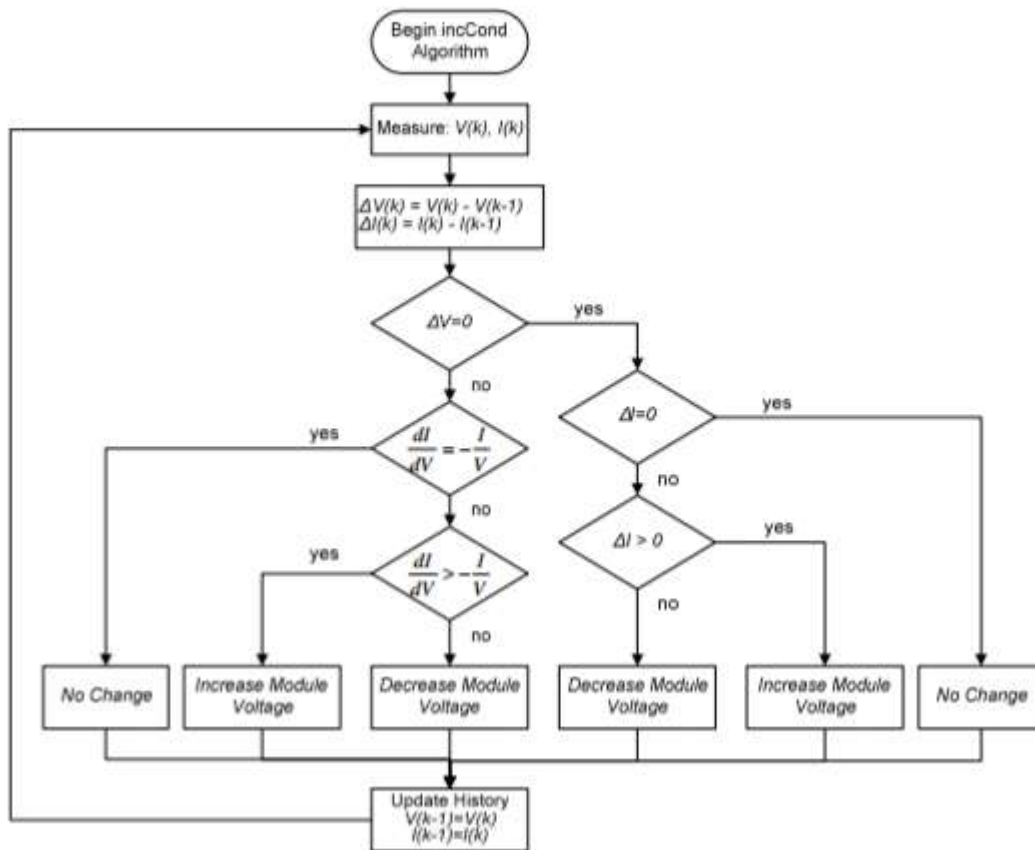 Begin incCond
Algorithm
Measure: V(k), I(k)
ΔV(k) = V(k) - V(k-1)
ΔI(k) = I(k) - I(k-1)
ΔV=0
yes
no
ΔI=0
yes
no
dI/dV = -I/V
yes
no
ΔI > 0
yes
no
dI/dV > -I/V
yes
no
No Change
Increase Module
Voltage
Decrease Module
Voltage
Decrease Module
Voltage
Increase Module
Voltage
No Change
Update History
V(k-1)=V(k)
I(k-1)=I(k)